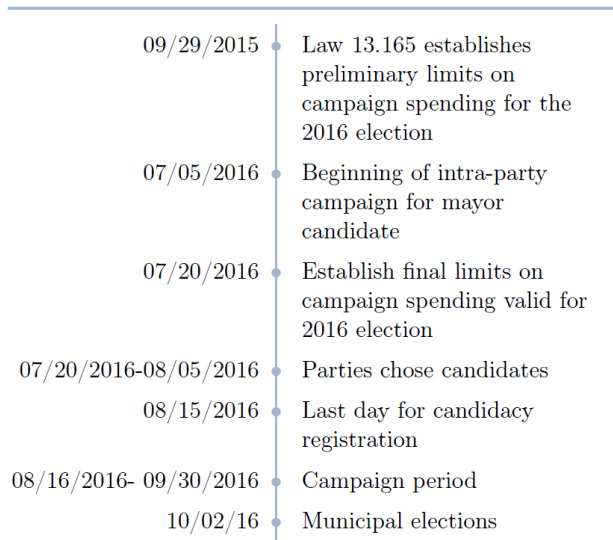 09/29/2015 Law 13.165 establishes
preliminary limits on
campaign spending for the
2016 election
07/05/2016 Beginning of intra-party
campaign for mayor
candidate
07/20/2016 Establish final limits on
campaign spending valid for
2016 election
07/20/2016-08/05/2016 Parties chose candidates
08/15/2016 Last day for candidacy
registration
08/16/2016- 09/30/2016 Campaign period
10/02/16 Municipal elections